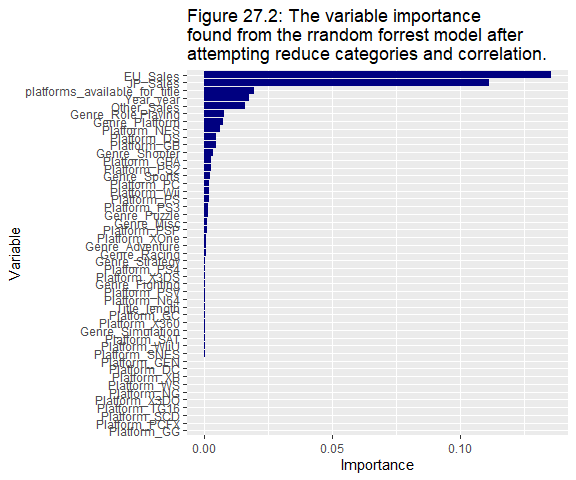 Figure 27.2: The variable importance
found from the rrandom forrest model after
attempting reduce categories and correlation.
EU_Sales
JP_Sales
platforms_available_for_title
Year_year
Other_Sales
Genre_Role.Playing
Genre_Platform
Platform_NES
Platform_DS
Platform_GB
Genre_Shooter
Platform_GBA
Platform_PS2
Genre_Sports
Platform_PC
Platform_Wii
Platform_PS
Platform_PS3
Genre_Puzzle
Genre_Misc
Platform_PSP
Platform_XOne
Genre_Adventure
Genre_Racing
Genre_Strategy
Platform_PS4
Platform_X3DS
Genre_Fighting
Platform_PSV
Platform_N64
Title_length
Platform_GC
Platform_X360
Genre_Simulation
Platform_SAT
Platform_WiiU
Platform_SNES
Platform_GEN
Platform_DC
Platform_XB
Platform_WS
Platform_NG
Platform_X3DO
Platform_TG16
Platform_SCD
Platform_PCFX
Platform_GG
Variable
0.00
0.05
0.10
Importance